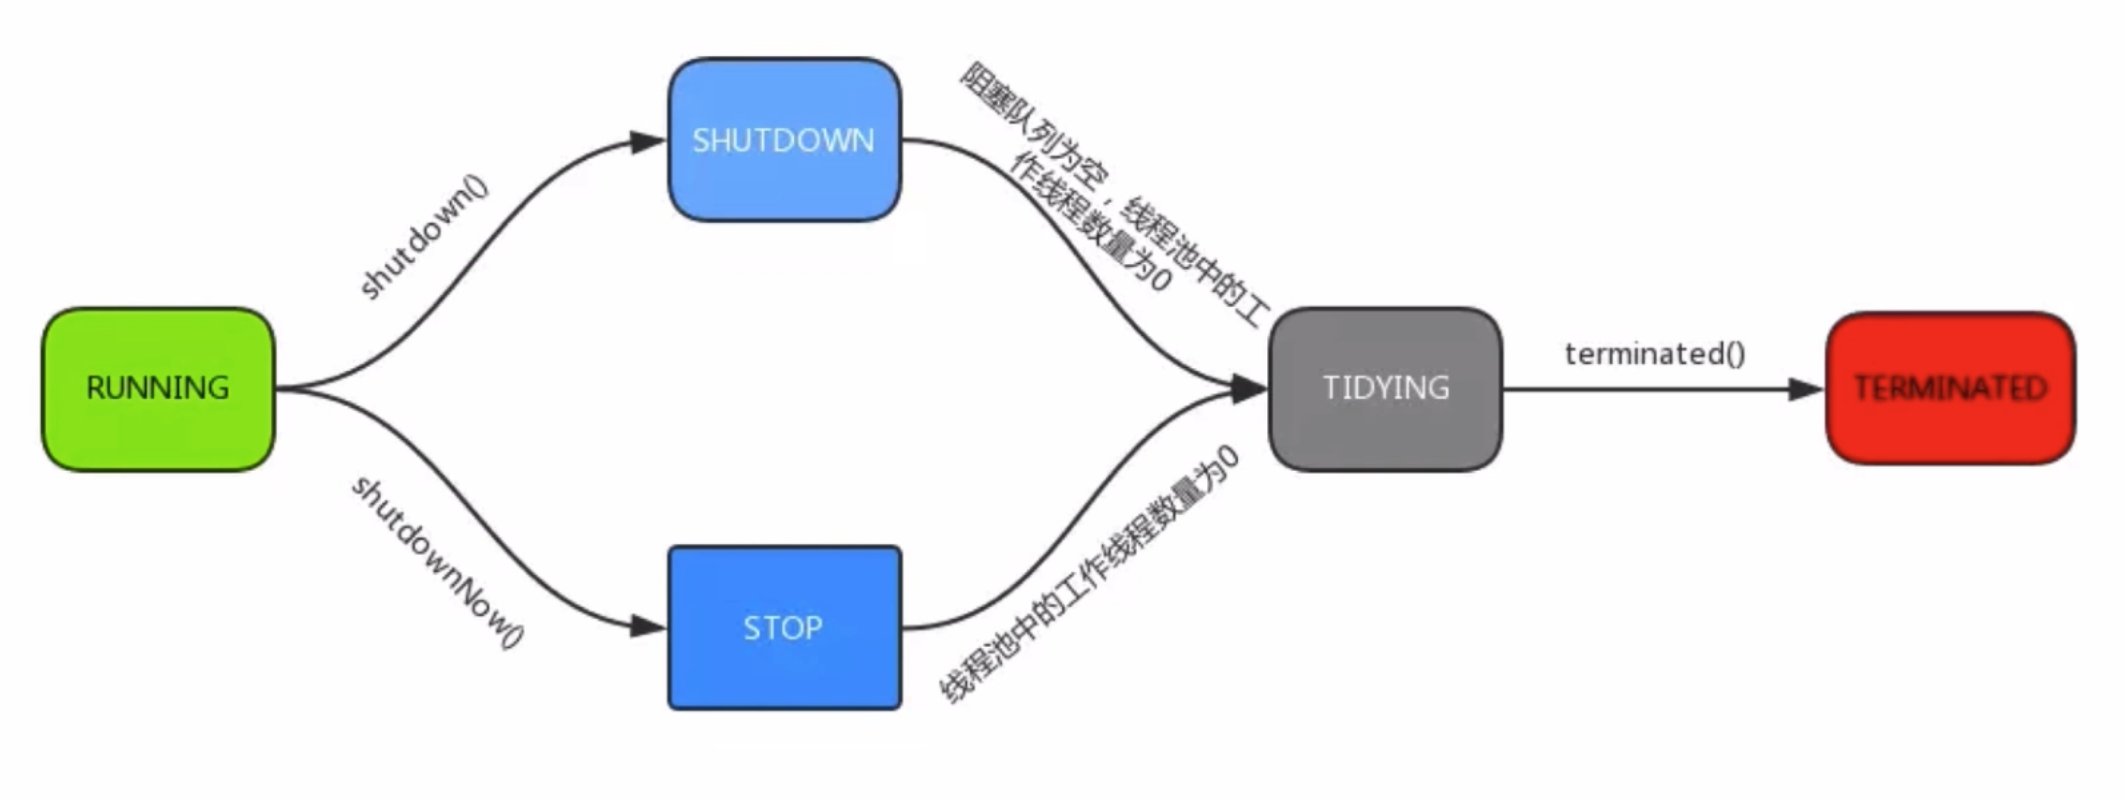 SHUTDOWN
阻塞队列为空，线程池中的工
作线程数量为0
shutdown()
RUNNING
TIDYING
terminated()
TERMINATED
shutdownNow()
STOP
线程池中的工作线程数量为0